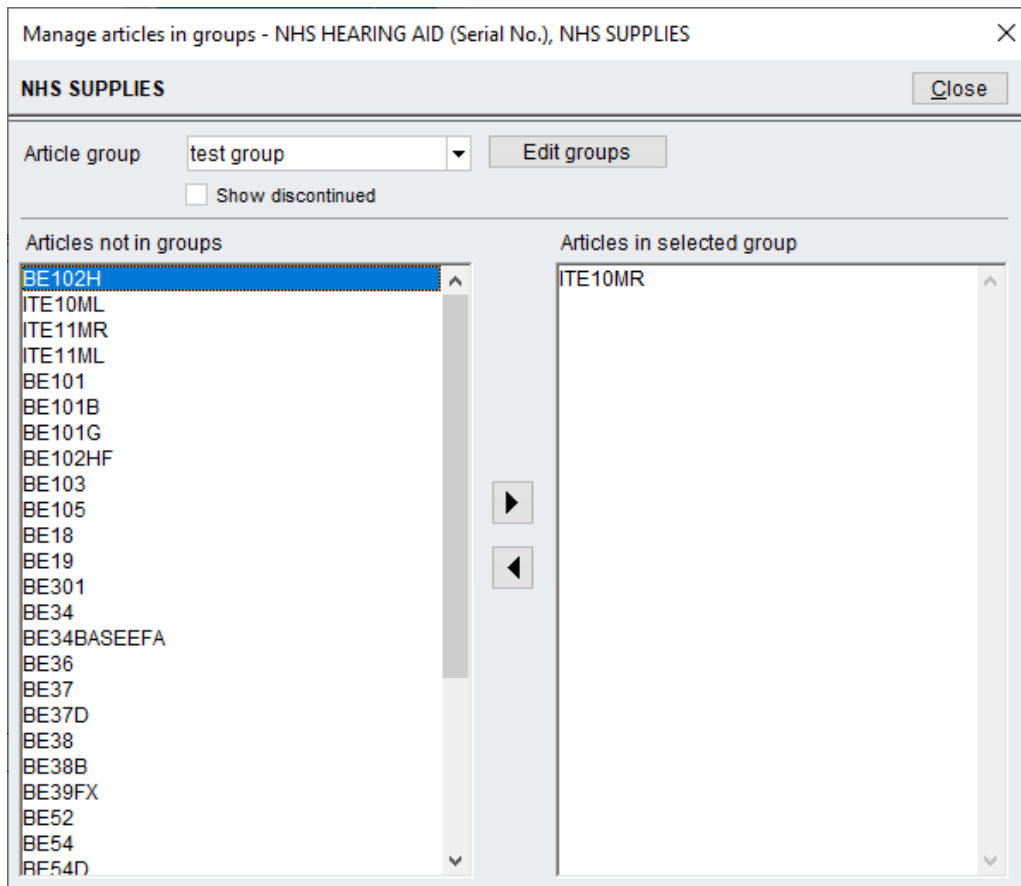 Manage articles in groups - NHS HEARING AID (Serial No.), NHS SUPPLIES
NHS SUPPLIES
Close
Article group
test group
Edit groups
Show discontinued
Articles not in groups
BE102H
ITE10ML
ITE11MR
ITE11ML
BE101
BE101B
BE101G
BE102HF
BE103
BE105
BE18
BE19
BE301
BE34
BE34BASEEFA
BE36
BE37
BE37D
BE38
BE38B
BE39FX
BE52
BE54
BE54D
Articles in selected group
ITE10MR